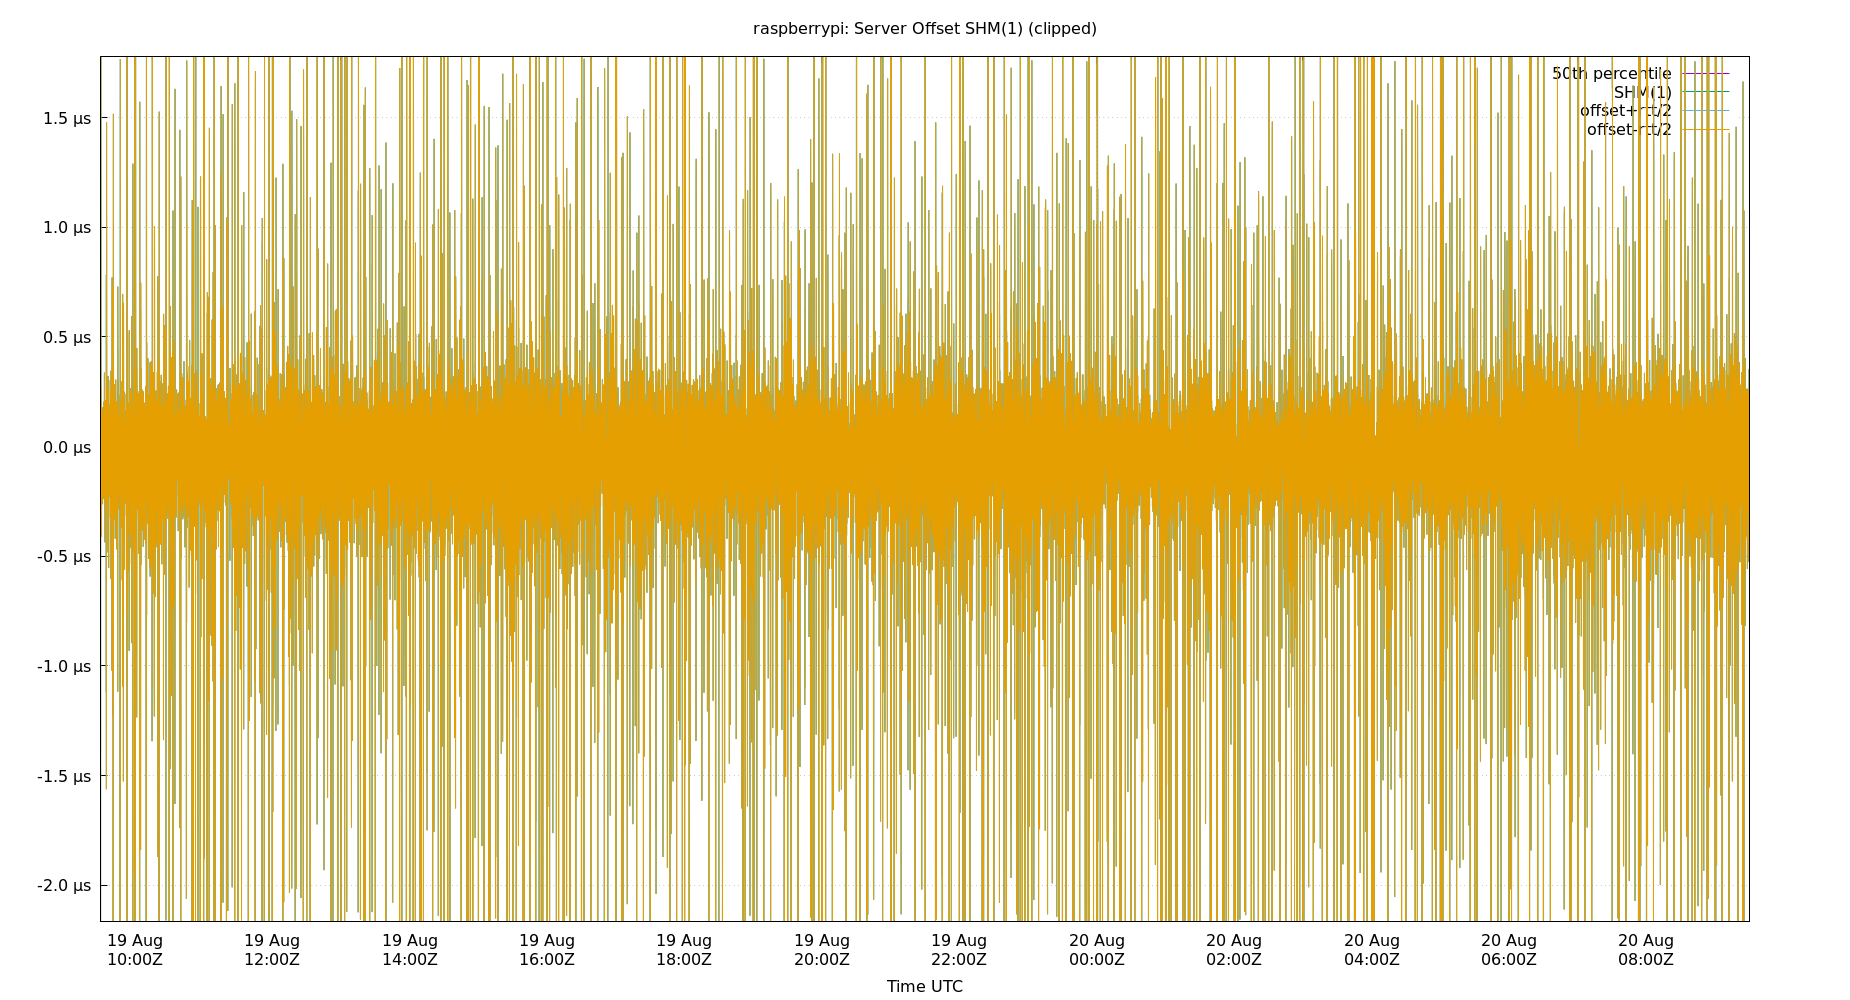 raspberrypi: Server Offset SHM(1) (clipped)
50th percentile
SHM(1)
offset+rtt/2
offset-rtt/2
1.5 µs
1.0 µs
0.5 µs
0.0 µs
-0.5 µs
-1.0 µs
-1.5 µs
-2.0 µs
19 Aug 19 Aug 19 Aug 19 Aug 19 Aug 19 Aug 19 Aug 20 Aug 20 Aug 20 Aug 20 Aug 20 Aug
10:00Z 12:00Z 14:00Z 16:00Z 18:00Z 20:00Z 22:00Z 00:00Z 02:00Z 04:00Z 06:00Z 08:00Z
Time UTC